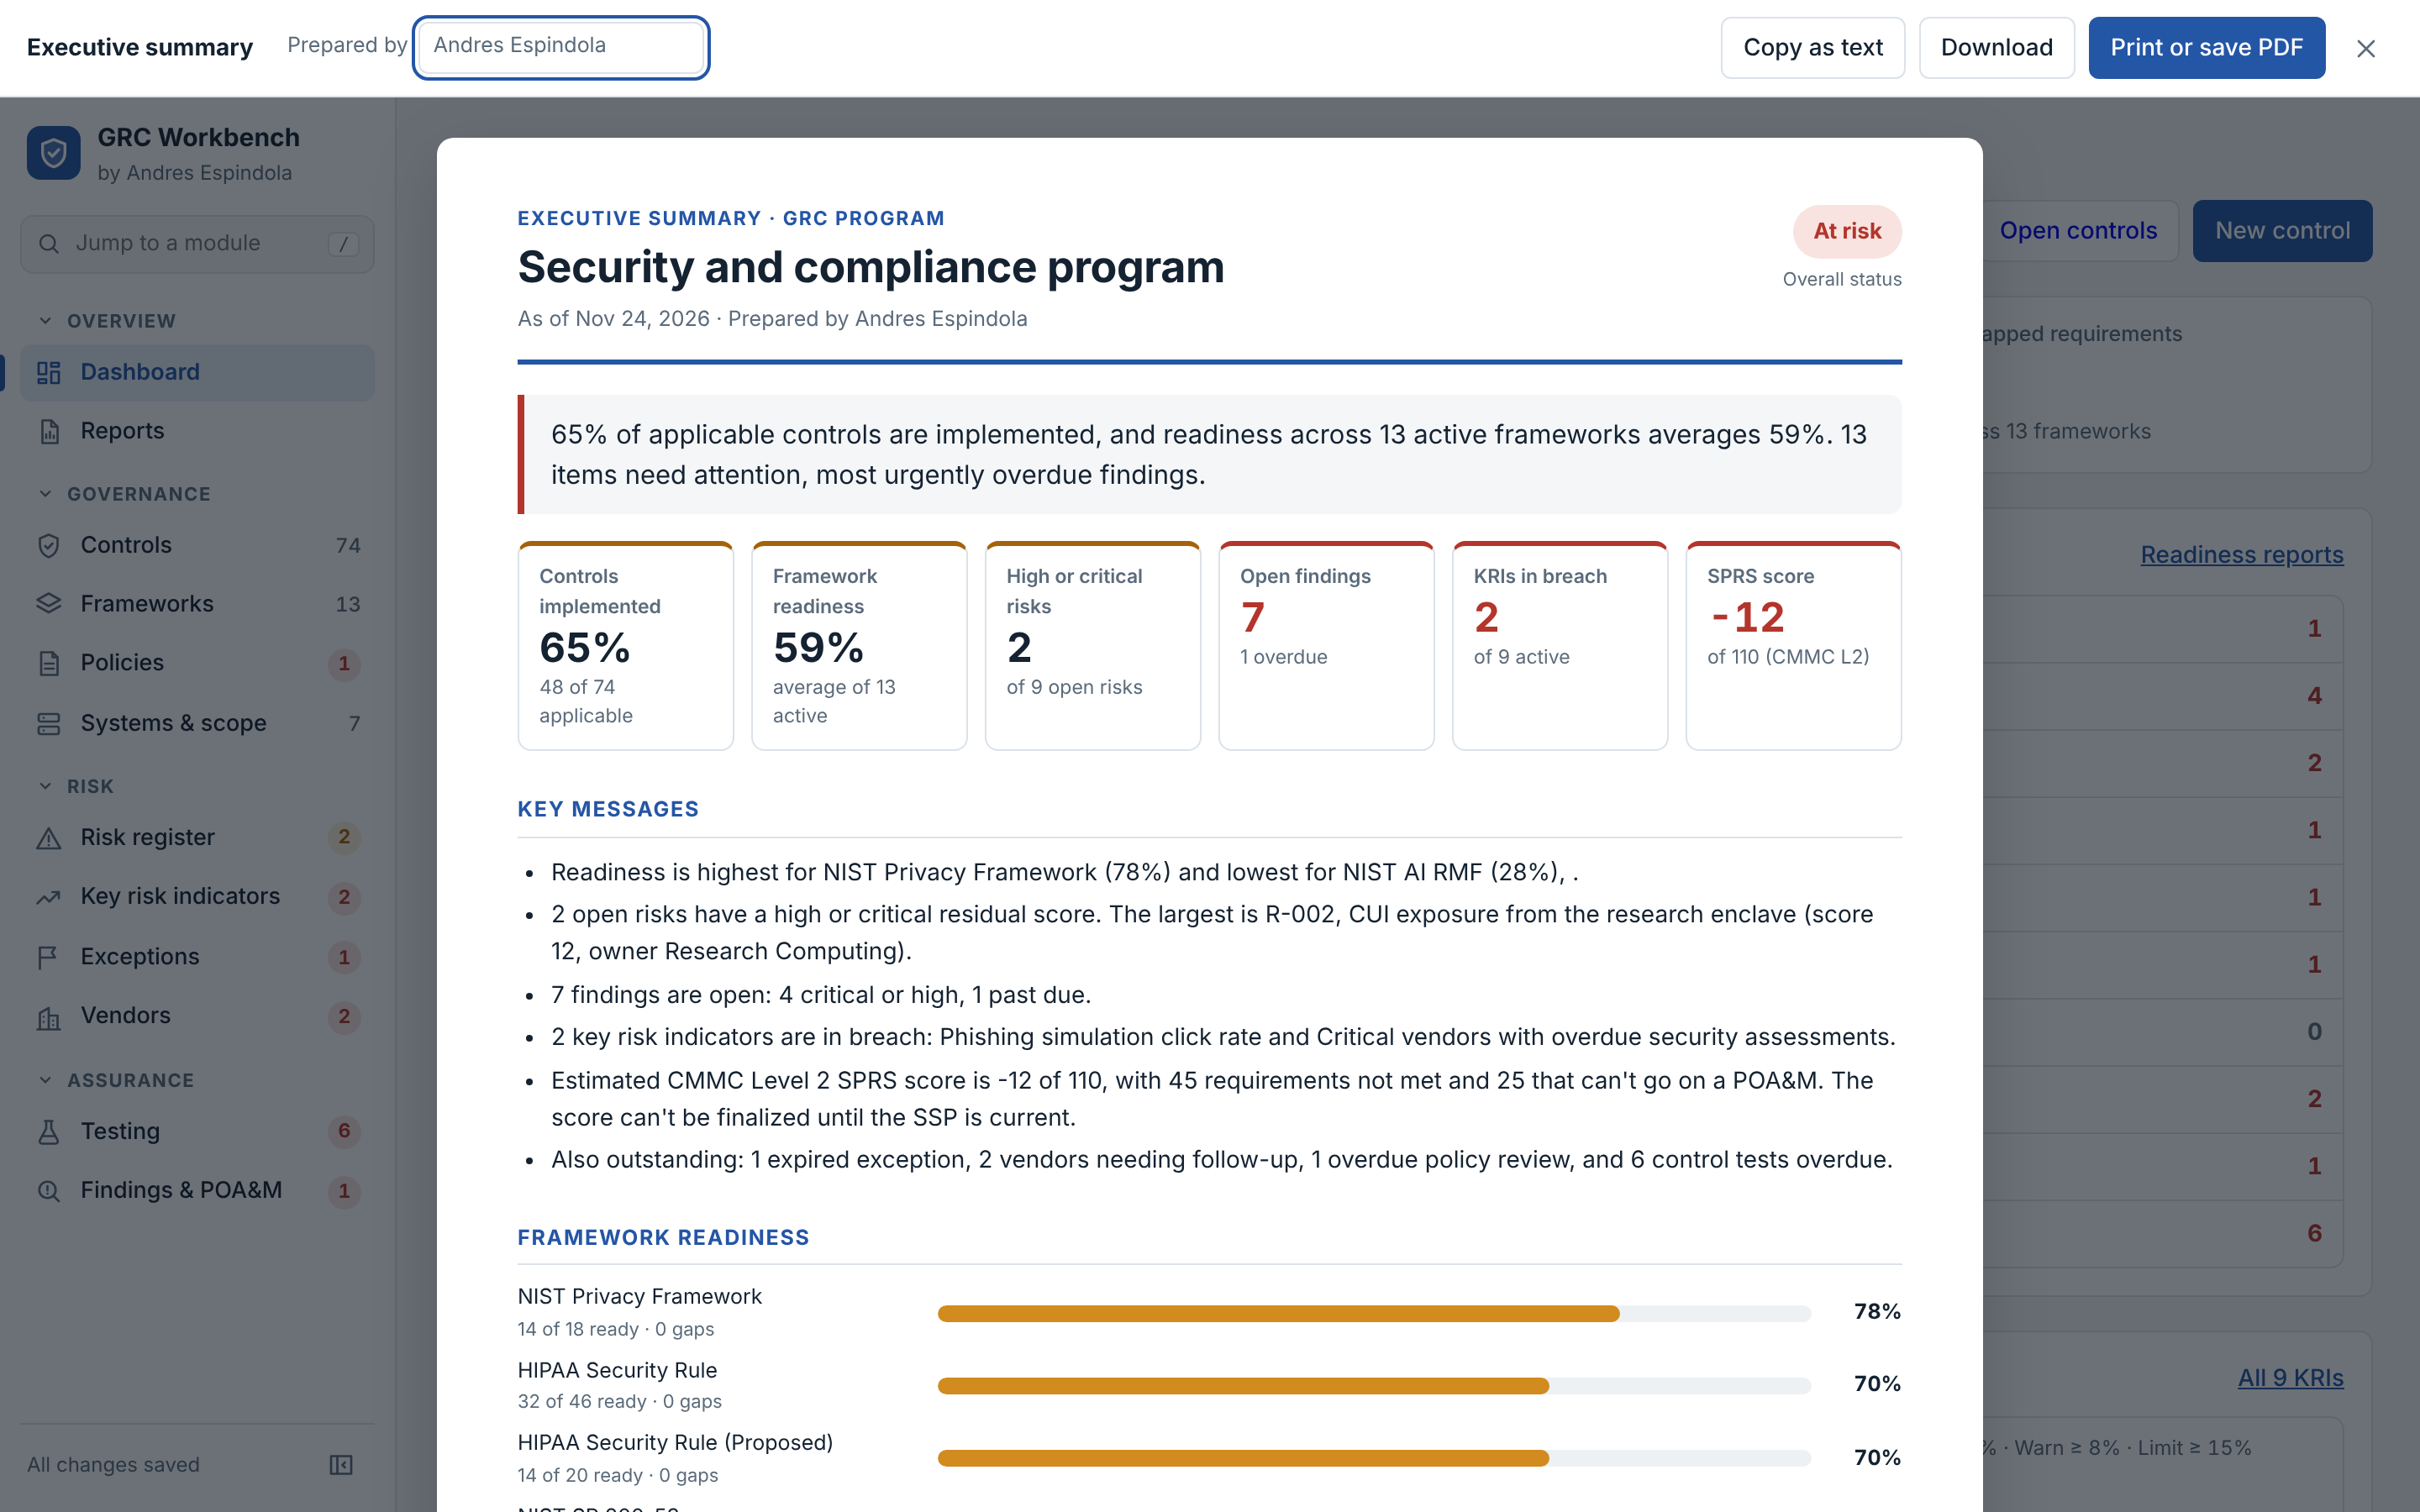 Executive summary
Prepared by
Andres Espindola
Copy as text
Download
Print or save PDF
GRC Workbench
by Andres Espindola
Jump to a module
/
OVERVIEW
Dashboard
Reports
GOVERNANCE
Controls 74
Frameworks 13
Policies 1
Systems & scope 7
RISK
Risk register 2
Key risk indicators 2
Exceptions 1
Vendors 2
ASSURANCE
Testing 6
Findings & POA&M 1
All changes saved
EXECUTIVE SUMMARY · GRC PROGRAM
Security and compliance program
As of Nov 24, 2026 · Prepared by Andres Espindola
At risk
Overall status
65% of applicable controls are implemented, and readiness across 13 active frameworks averages 59%. 13
items need attention, most urgently overdue findings.
Controls
implemented
65%
48 of 74
applicable
Framework
readiness
59%
average of 13
active
High or critical
risks
2
of 9 open risks
Open findings
7
1 overdue
KRIs in breach
2
of 9 active
SPRS score
-12
of 110 (CMMC L2)
KEY MESSAGES
• Readiness is highest for NIST Privacy Framework (78%) and lowest for NIST AI RMF (28%), .
• 2 open risks have a high or critical residual score. The largest is R-002, CUI exposure from the research enclave (score
12, owner Research Computing).
• 7 findings are open: 4 critical or high, 1 past due.
• 2 key risk indicators are in breach: Phishing simulation click rate and Critical vendors with overdue security assessments.
• Estimated CMMC Level 2 SPRS score is -12 of 110, with 45 requirements not met and 25 that can't go on a POA&M. The
score can't be finalized until the SSP is current.
• Also outstanding: 1 expired exception, 2 vendors needing follow-up, 1 overdue policy review, and 6 control tests overdue.
FRAMEWORK READINESS
NIST Privacy Framework
14 of 18 ready · 0 gaps
78%
HIPAA Security Rule
32 of 46 ready · 0 gaps
70%
HIPAA Security Rule (Proposed)
14 of 20 ready · 0 gaps
70%
Open controls
New control
requirements
13 frameworks
Readiness reports
1
4
2
1
1
1
0
2
1
6
All 9 KRIs
% · Warn ≥ 8% · Limit ≥ 15%